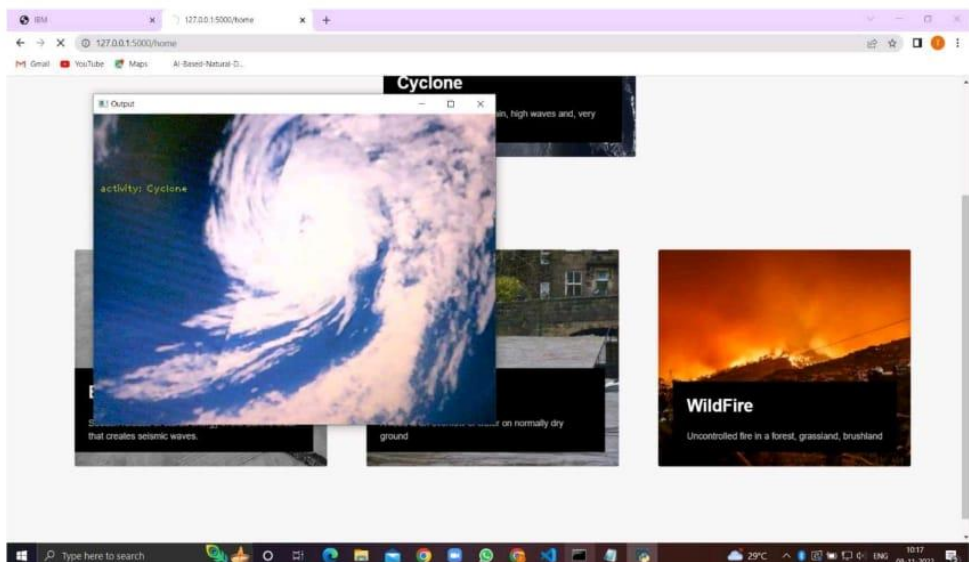 IBM
127.0.0.1:5000/home
127.0.0.1:5000/home
Gmail
YouTube
Maps
AI-Based-Natural-D...
Cyclone
Output
in, high waves and, very
activity: Cyclone
E
WildFire
that creates seismic waves.
on normally dry
ground
Uncontrolled fire in a forest, grassland, brushland
Type here to search
29°C
ENG
10:17